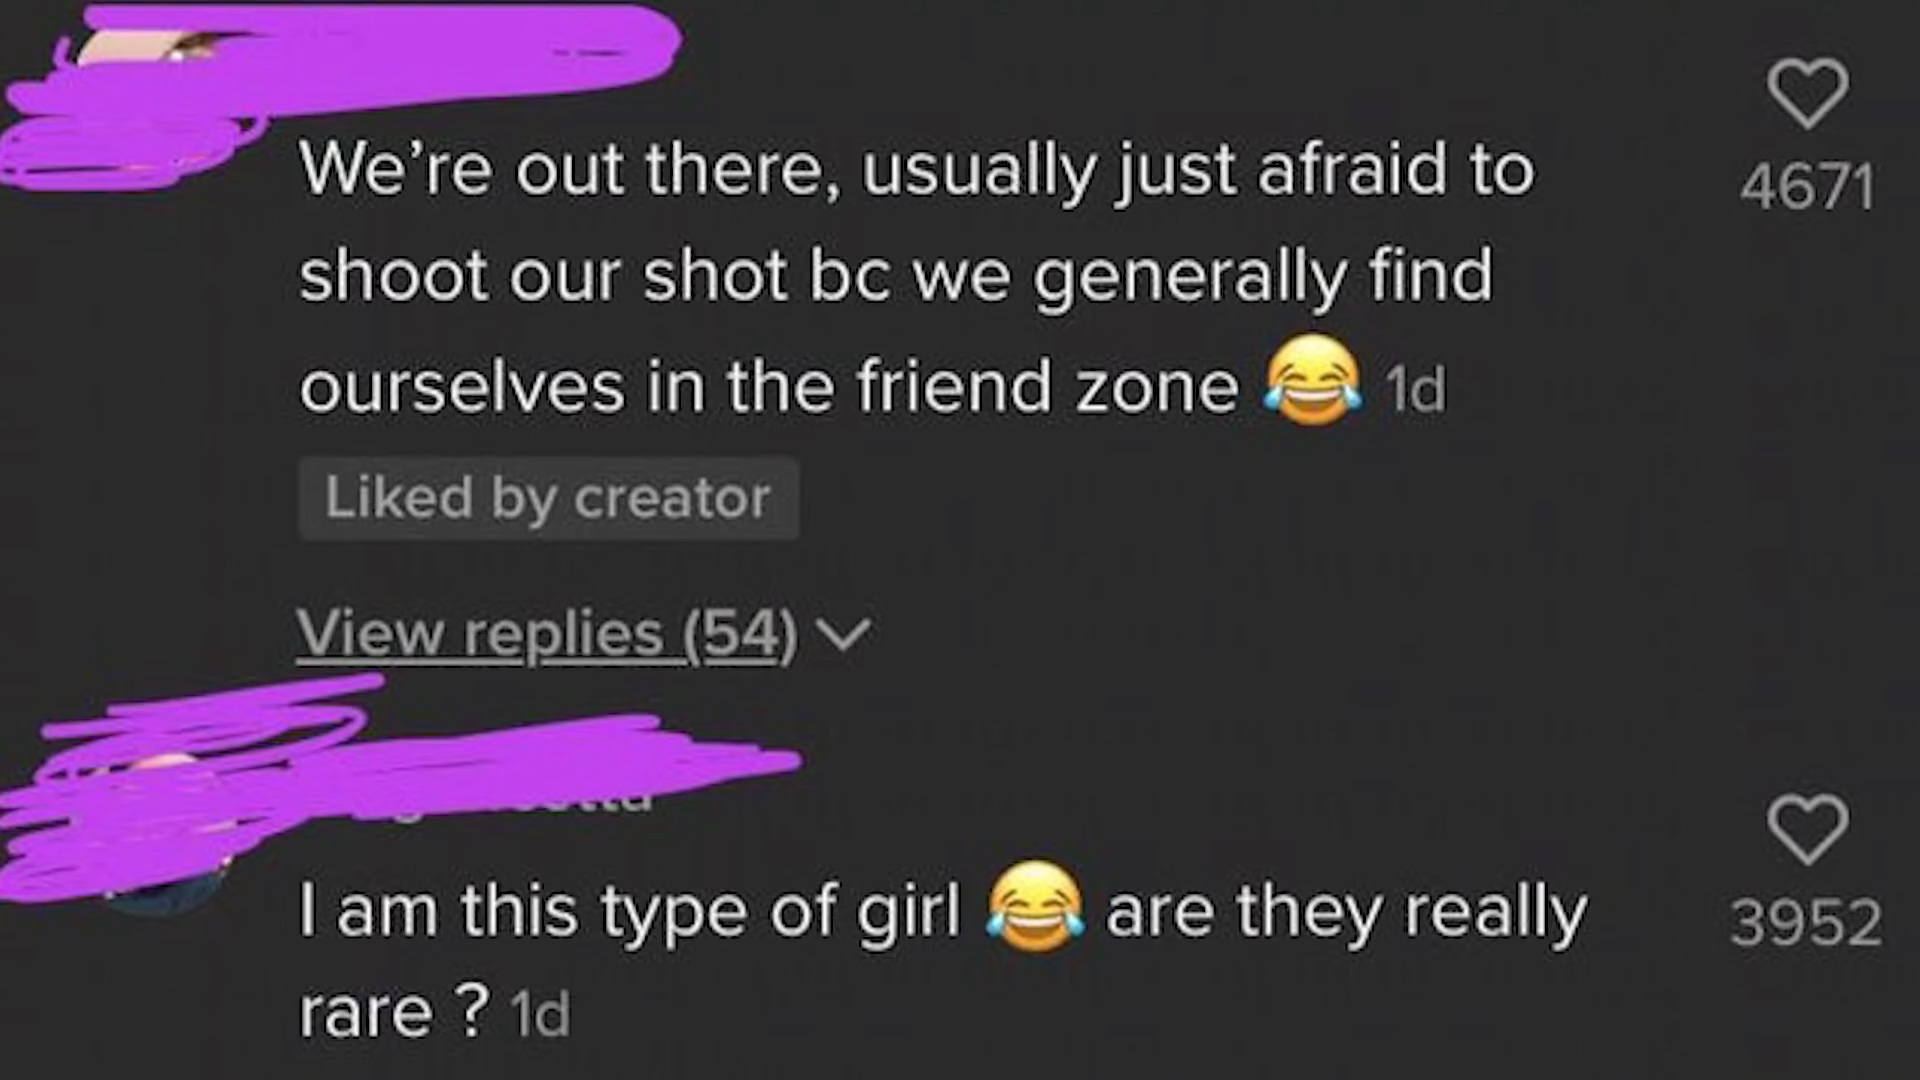 We’re out there, usually just afraid to
4671
shoot our shot bc we generally find
ourselves in the friend zone 😂 1d
Liked by creator
View replies (54)
I am this type of girl 😂 are they really
3952
rare ? 1d